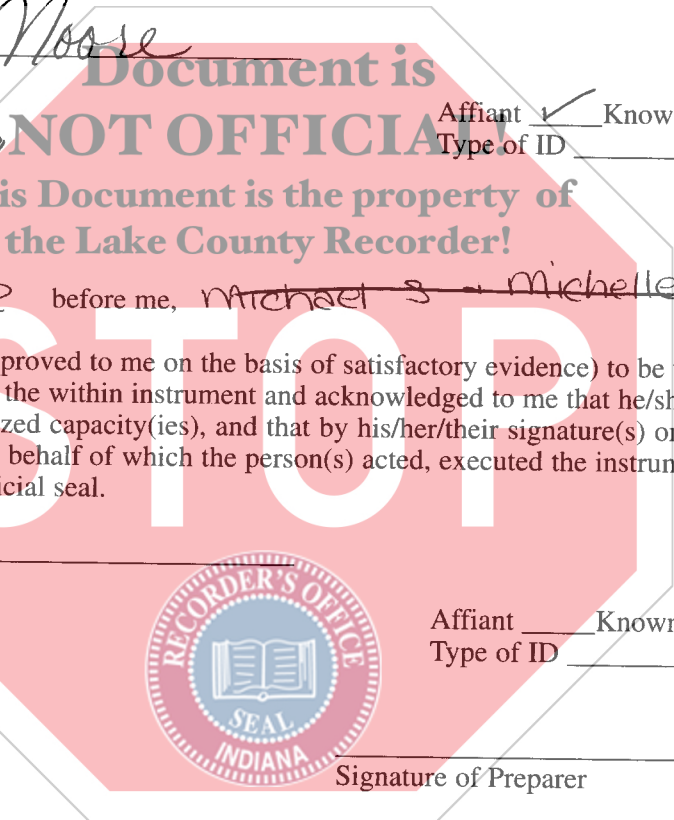 Moose
Document is
NOT OFFICIAL!
Affiant ✓ Know
Type of ID
is Document is the property of
the Lake County Recorder!
before me, Michael S Michelle
proved to me on the basis of satisfactory evidence) to be
the within instrument and acknowledged to me that he/sh
zed capacity(ies), and that by his/her/their signature(s) o
behalf of which the person(s) acted, executed the instrum
icial seal.
STOP
RECORDER'S OFFICE
SEAL
INDIANA
Affiant Known
Type of ID
Signature of Preparer